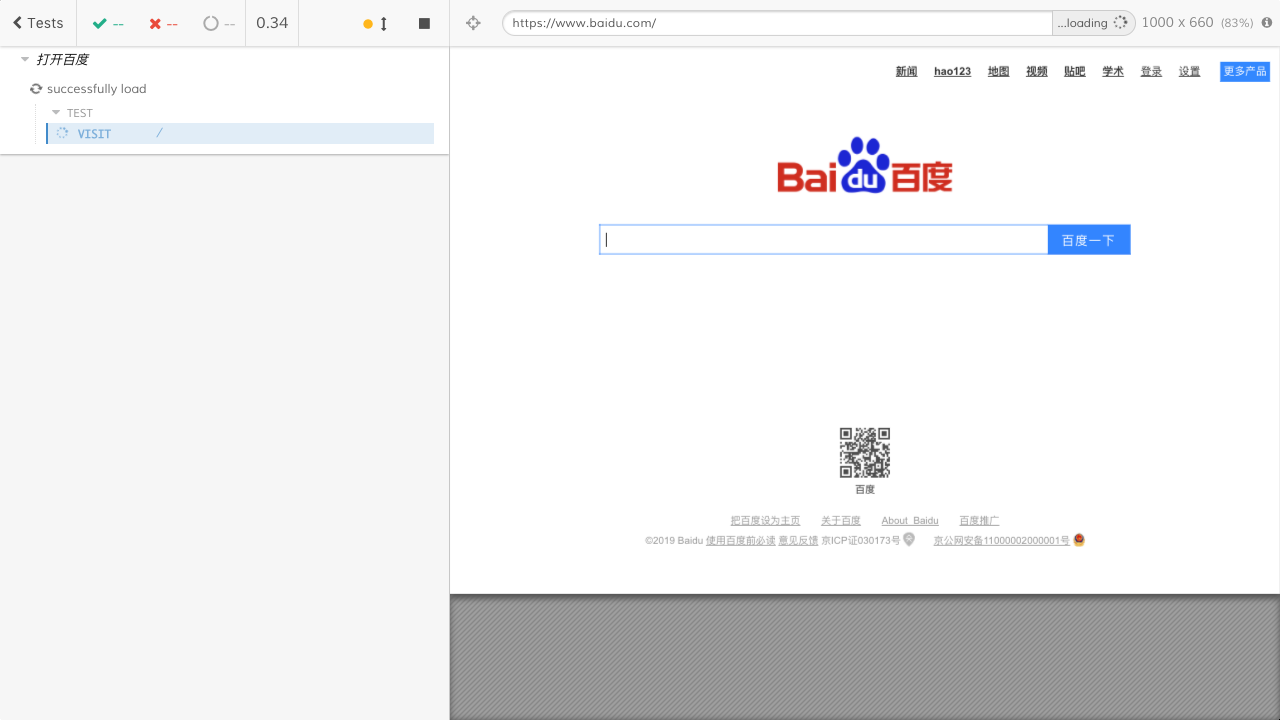 Tests -- -- -- 0.34
https://www.baidu.com/ ...loading 1000 x 660 (83%)
打开百度
successfully load
TEST
VISIT /
新闻 hao123 地图 视频 贴吧 学术 登录 设置 更多产品
Bai du 百度
百度一下
百度
把百度设为主页 关于百度 About Baidu 百度推广
©2019 Baidu 使用百度前必读 意见反馈 京ICP证030173号 京公网安备11000002000001号